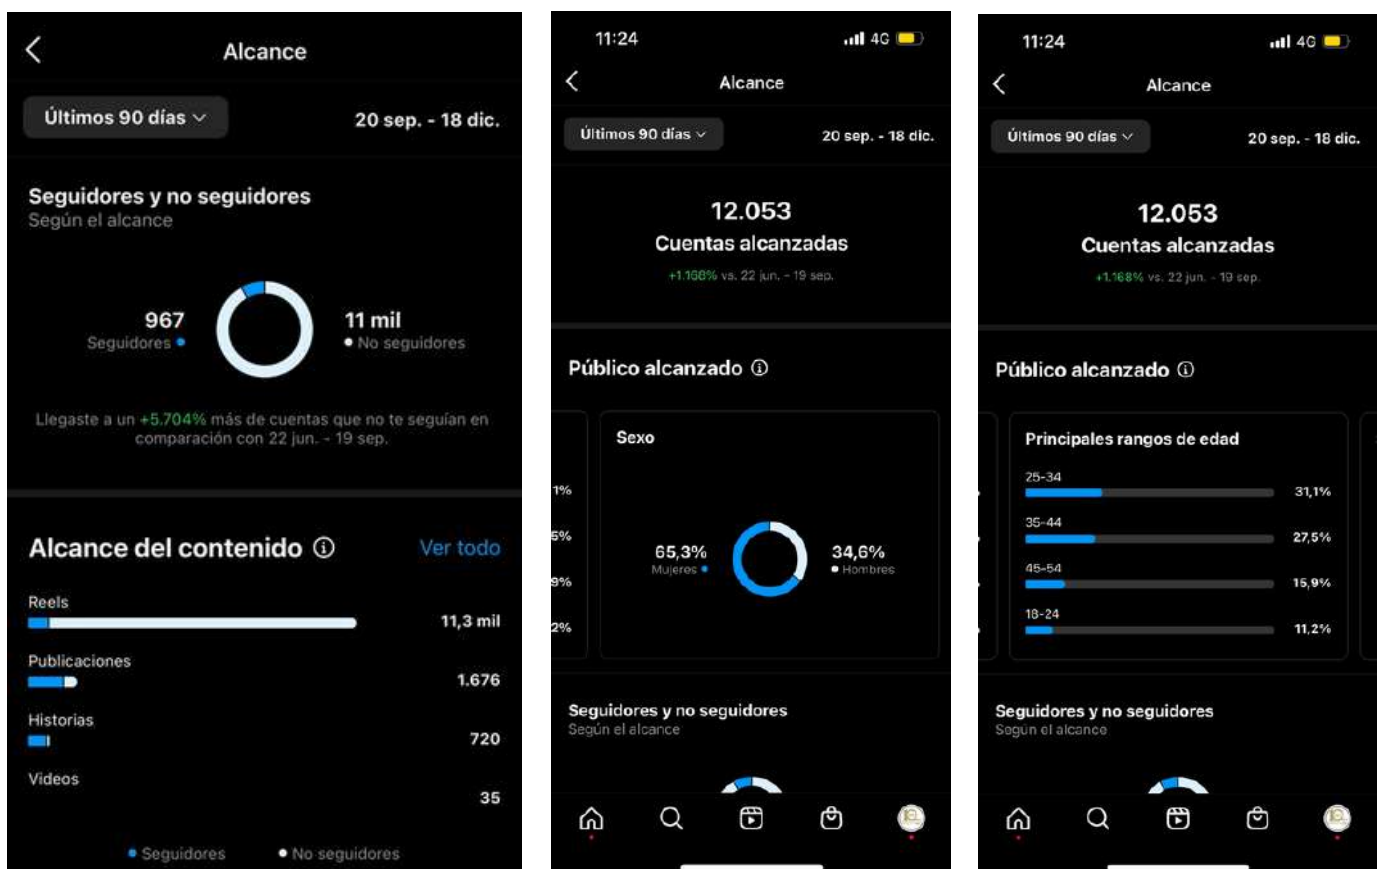 Alcance
Últimos 90 días
20 sep. - 18 dic.
Seguidores y no seguidores
Según el alcance
967
Seguidores
11 mil
No seguidores
Llegaste a un +5.704% más de cuentas que no te seguían en
comparación con 22 jun. - 19 sep.
Alcance del contenido
Ver todo
Reels
11,3 mil
Publicaciones
1.676
Historias
720
Videos
35
Seguidores
No seguidores
11:24
4G
Alcance
Últimos 90 días
20 sep. - 18 dic.
12.053
Cuentas alcanzadas
+1.168% vs. 22 jun. - 19 sep.
Público alcanzado
Sexo
1%
5%
9%
2%
65,3%
Mujeres
34,6%
Hombres
Seguidores y no seguidores
Según el alcance
11:24
4G
Alcance
Últimos 90 días
20 sep. - 18 dic.
12.053
Cuentas alcanzadas
+1.168% vs. 22 jun. - 19 sep.
Público alcanzado
Principales rangos de edad
25-34
31,1%
35-44
27,5%
45-54
15,9%
18-24
11,2%
Seguidores y no seguidores
Según el alcance